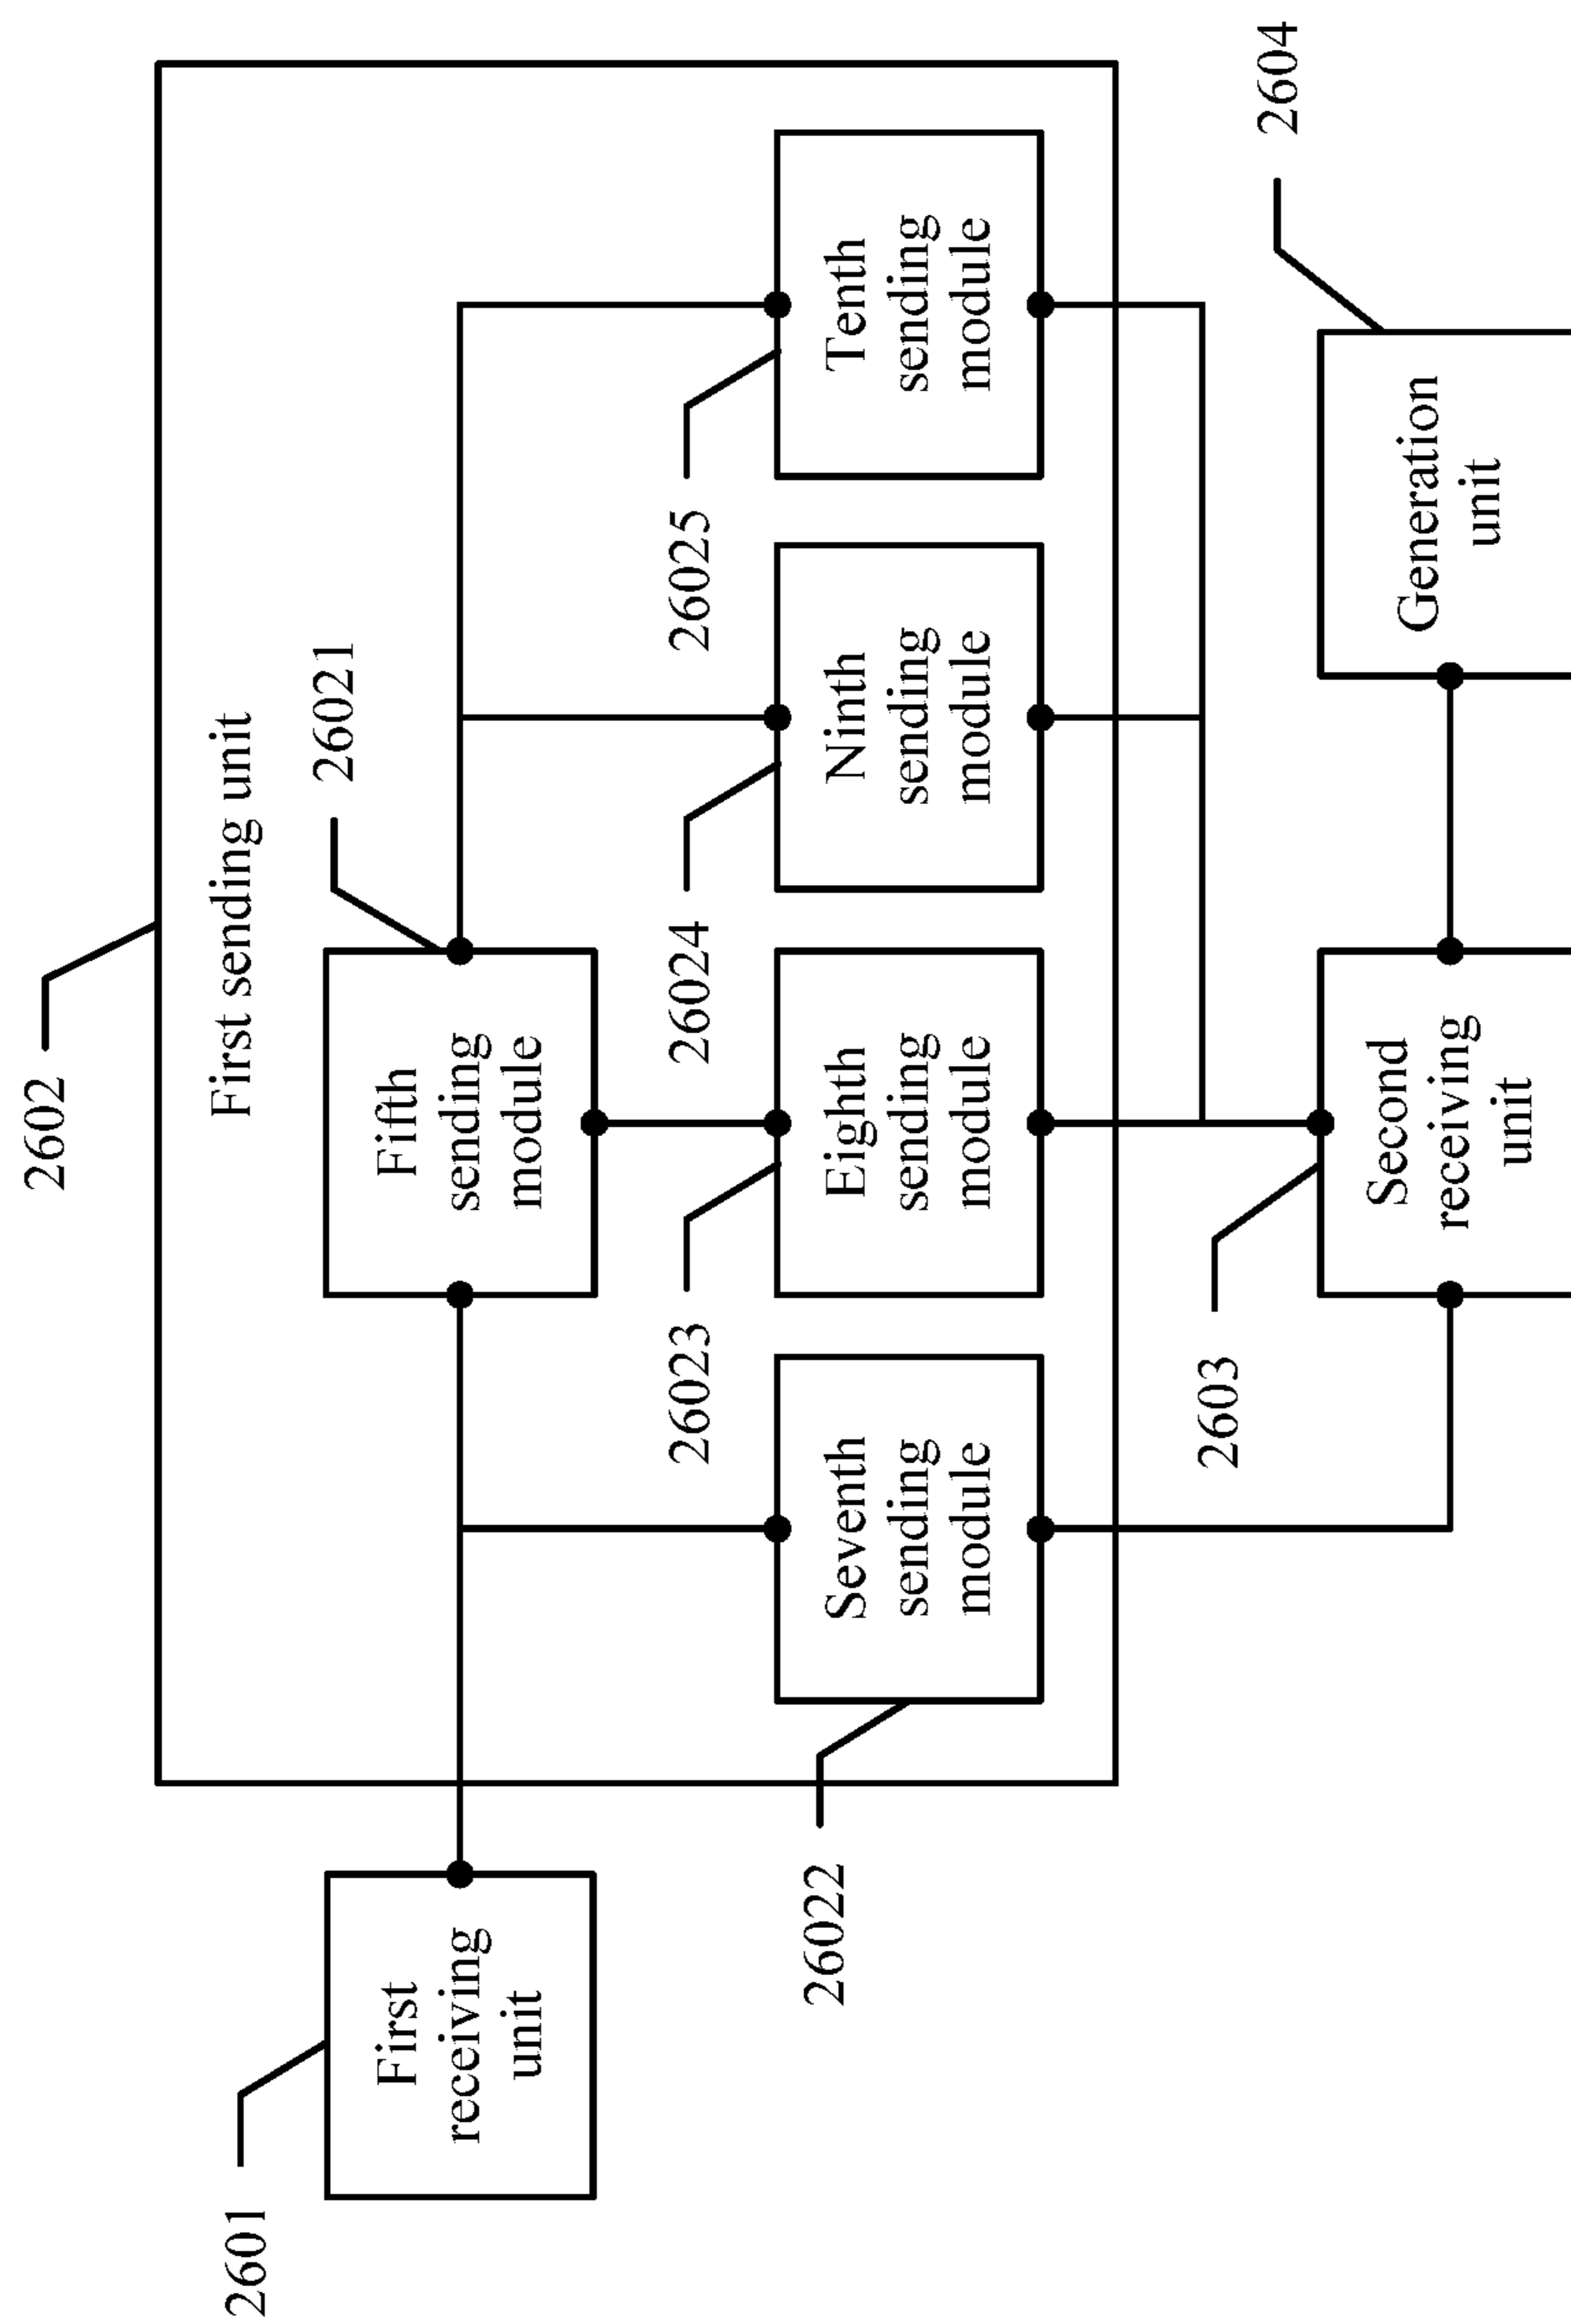 2602
First sending unit
26021
2601
First
receiving
unit
Fifth
sending
module
26022
26023
26024
26025
Seventh
sending
module
Eighth
sending
module
Ninth
sending
module
Tenth
sending
module
2603
2604
Second
receiving
unit
Generation
unit